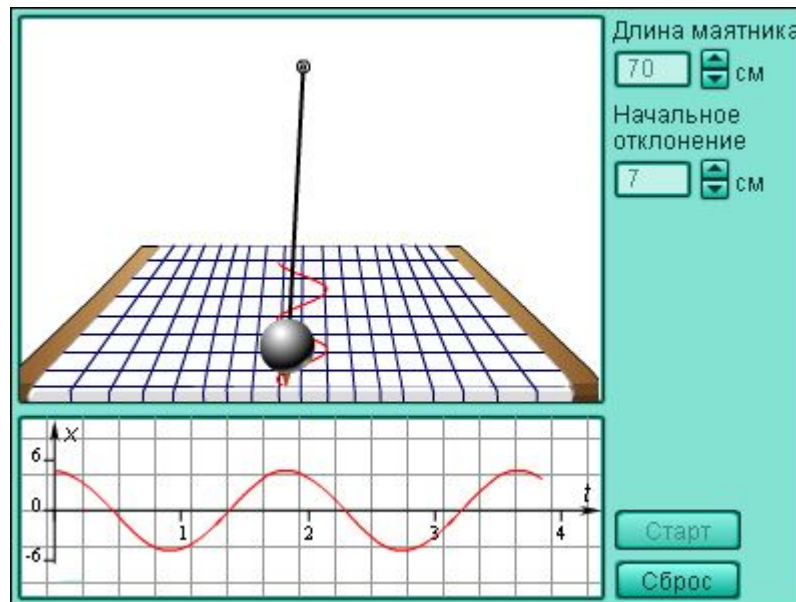 Длина маятника
70 см
Начальное
отклонение
7 см
x
6
0
-6
1 2 3 4
t
Старт
Сброс